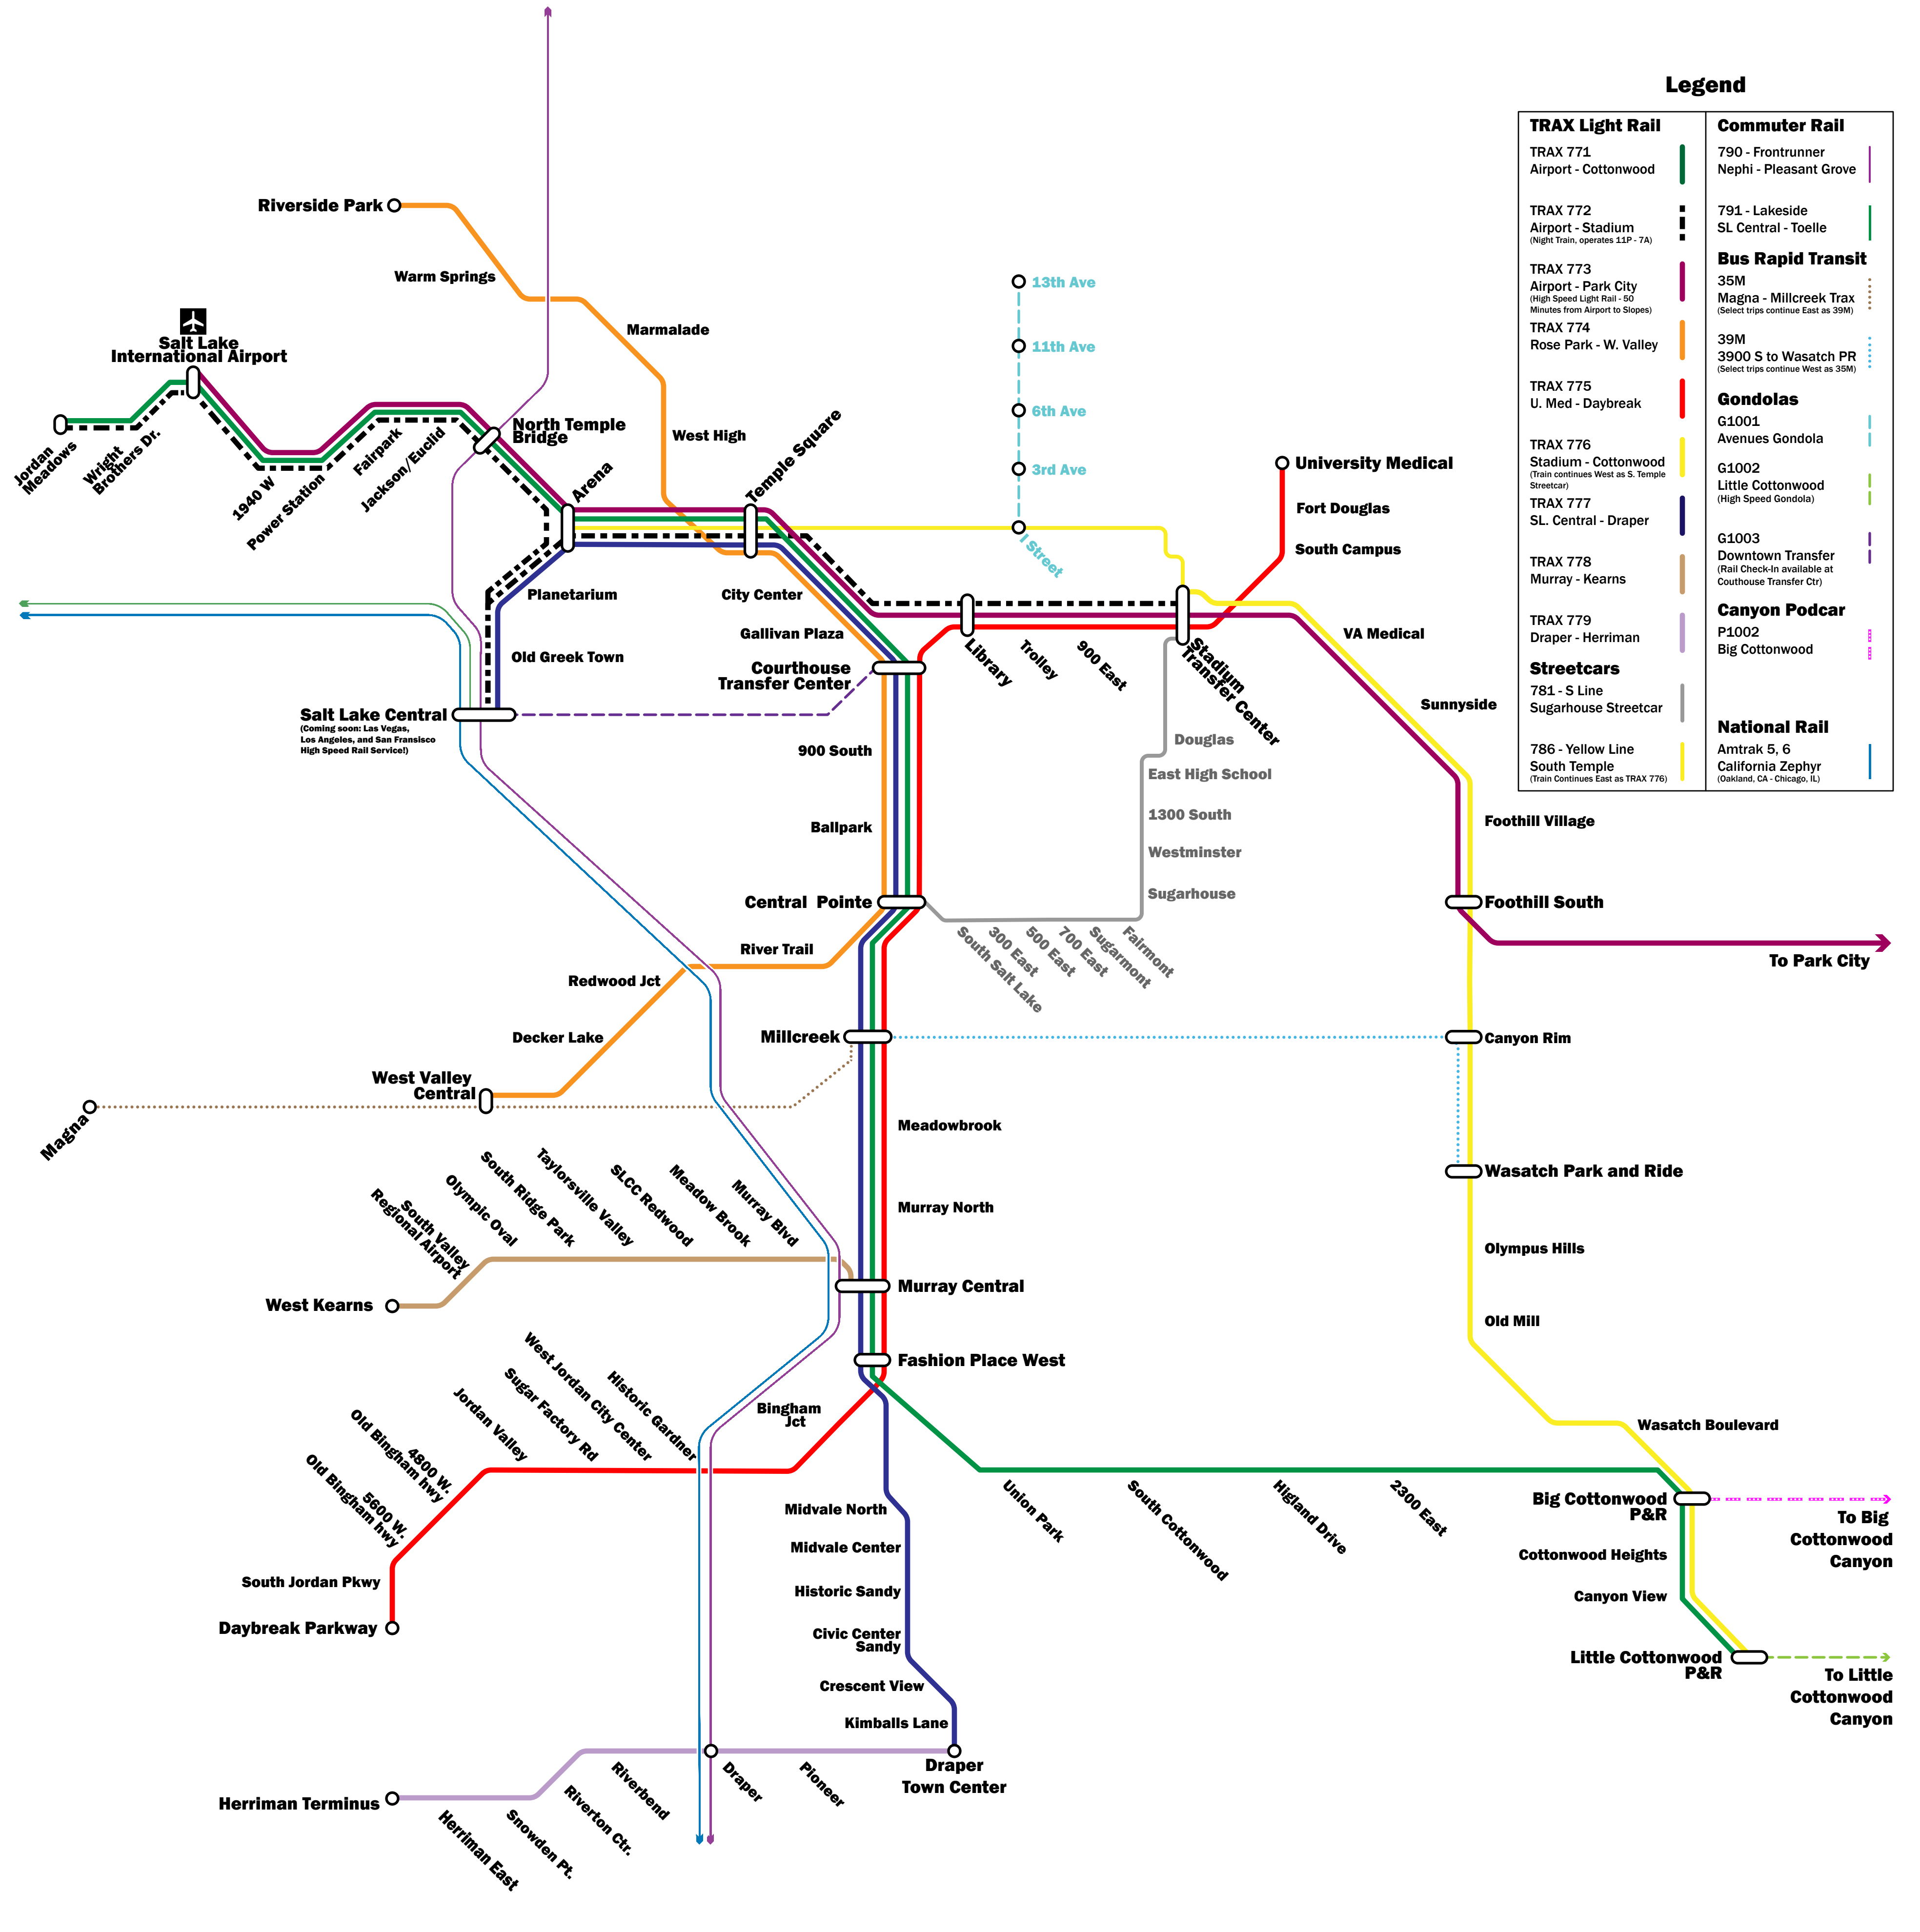 Legend
TRAX Light Rail
TRAX 771
Airport - Cottonwood
TRAX 772
Airport - Stadium
(Night Train, operates 11P - 7A)
TRAX 773
Airport - Park City
(High Speed Light Rail - 50
Minutes from Airport to Slopes)
TRAX 774
Rose Park - W. Valley
TRAX 775
U. Med - Daybreak
TRAX 776
Stadium - Cottonwood
(Train continues West as S. Temple
Streetcar)
TRAX 777
SL. Central - Draper
TRAX 778
Murray - Kearns
TRAX 779
Draper - Herriman
Streetcars
781 - S Line
Sugarhouse Streetcar
786 - Yellow Line
South Temple
(Train Continues East as TRAX 776)
Commuter Rail
790 - Frontrunner
Nephi - Pleasant Grove
791 - Lakeside
SL Central - Toelle
Bus Rapid Transit
35M
Magna - Millcreek Trax
(Select trips continue East as 39M)
39M
3900 S to Wasatch PR
(Select trips continue West as 35M)
Gondolas
G1001
Avenues Gondola
G1002
Little Cottonwood
(High Speed Gondola)
G1003
Downtown Transfer
(Rail Check-In available at
Couthouse Transfer Ctr)
Canyon Podcar
P1002
Big Cottonwood
National Rail
Amtrak 5, 6
California Zephyr
(Oakland, CA - Chicago, IL)
Riverside Park
Warm Springs
Marmalade
West High
13th Ave
11th Ave
6th Ave
3rd Ave
I Street
Salt Lake
International Airport
Jordan
Meadows
Wright
Brothers Dr.
1940 W
Power Station
Fairpark
Jackson/Euclid
North Temple
Bridge
Arena
Temple Square
University Medical
Fort Douglas
South Campus
Planetarium
Old Greek Town
City Center
Gallivan Plaza
Courthouse
Transfer Center
Library
Trolley
900 East
Stadium
Transfer Center
VA Medical
Sunnyside
Salt Lake Central
(Coming soon: Las Vegas,
Los Angeles, and San Fransisco
High Speed Rail Service!)
900 South
Ballpark
Central Pointe
Douglas
East High School
1300 South
Westminster
Sugarhouse
South Salt Lake
300 East
500 East
700 East
Sugarmont
Fairmont
Foothill Village
Foothill South
To Park City
River Trail
Redwood Jct
Decker Lake
West Valley
Central
Magna
Millcreek
Canyon Rim
Wasatch Park and Ride
Meadowbrook
Murray North
Olympus Hills
Old Mill
South Valley
Regional Airport
Olympic Oval
South Ridge Park
Taylorsville Valley
SLCC Redwood
Meadow Brook
Murray Blvd
West Kearns
Murray Central
Fashion Place West
Bingham
Jct
Historic Gardner
West Jordan City Center
Sugar Factory Rd
Jordan Valley
4800 W.
Old Bingham hwy
5600 W.
Old Bingham hwy
South Jordan Pkwy
Daybreak Parkway
Wasatch Boulevard
Union Park
South Cottonwood
Higland Drive
2300 East
Big Cottonwood
P&R
To Big
Cottonwood
Canyon
Cottonwood Heights
Canyon View
Little Cottonwood
P&R
To Little
Cottonwood
Canyon
Midvale North
Midvale Center
Historic Sandy
Civic Center
Sandy
Crescent View
Kimballs Lane
Draper
Town Center
Herriman Terminus
Herriman East
Snowden Pt.
Riverton Ctr.
Riverbend
Draper
Pioneer